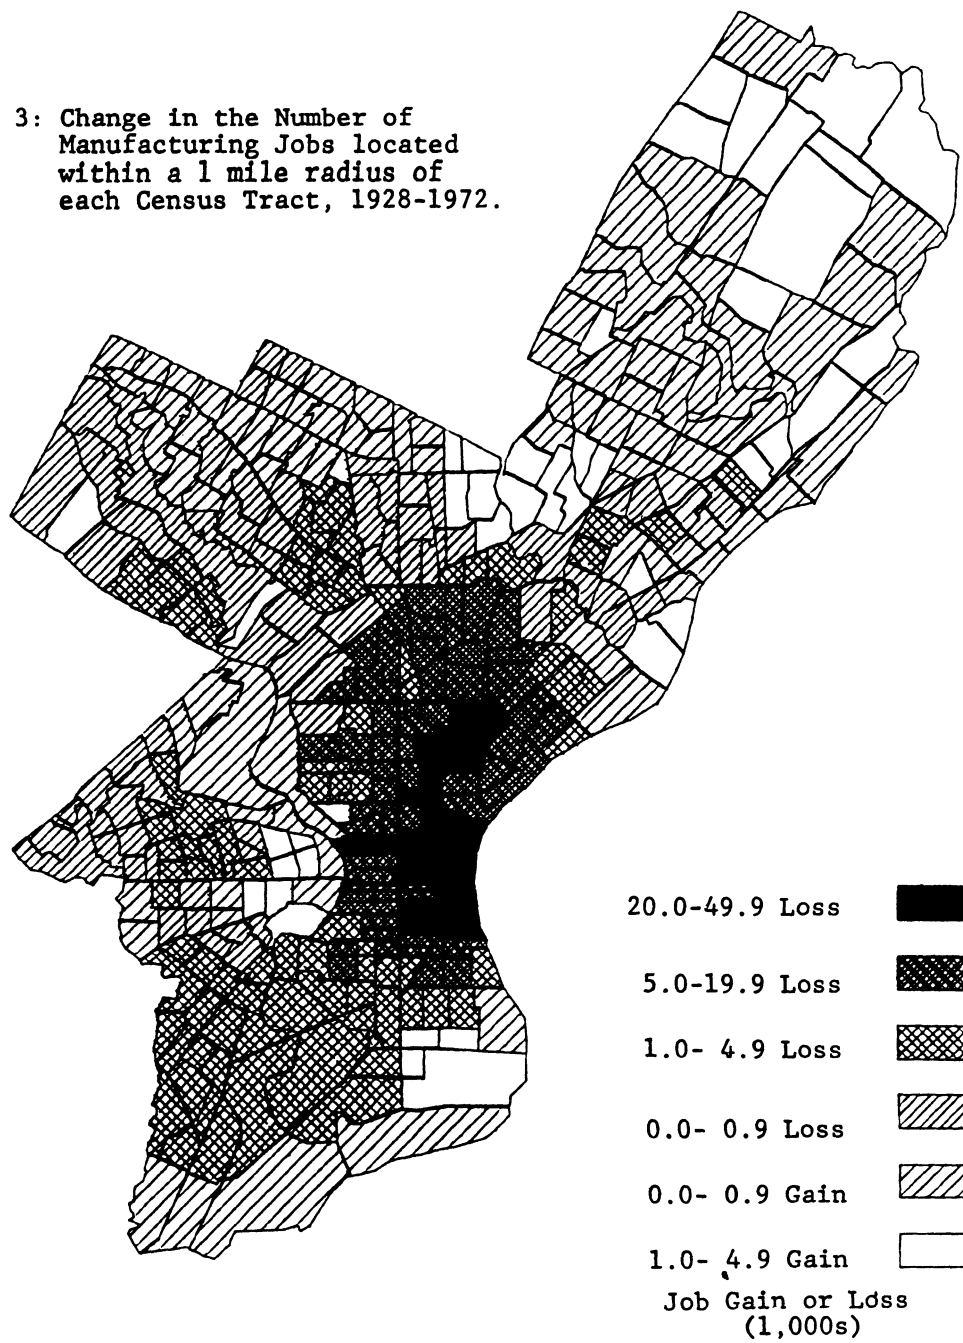 3: Change in the Number of
Manufacturing Jobs located
within a 1 mile radius of
each Census Tract, 1928-1972.
20.0-49.9 Loss
5.0-19.9 Loss
1.0- 4.9 Loss
0.0- 0.9 Loss
0.0- 0.9 Gain
1.0- 4.9 Gain
Job Gain or Loss
(1,000s)